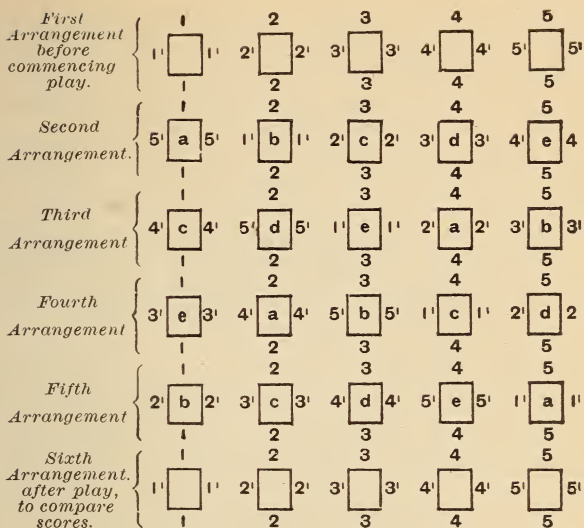 First
Arrangement
before
commencing
play.
1 2 3 4 5
1' 1' 2' 2' 3' 3' 4' 4' 5' 5'
1 2 3 4 5
Second
Arrangement.
1 2 3 4 5
5' a 5' 1' b 1' 2' c 2' 3' d 3' 4' e 4
1 2 3 4 5
Third
Arrangement
1 2 3 4 5
4' c 4' 5' d 5' 1' e 1' 2' a 2' 3' b 3'
1 2 3 4 5
Fourth
Arrangement
1 2 3 4 5
3' e 3' 4' a 4' 5' b 5' 1' c 1' 2' d 2
1 2 3 4 5
Fifth
Arrangement
1 2 3 4 5
2' b 2' 3' c 3' 4' d 4' 5' e 5' 1' a 1'
1 2 3 4 5
Sixth
Arrangement.
after play,
to compare
scores.
1 2 3 4 5
1' 1' 2' 2' 3' 3' 4' 4' 5' 5'
1 2 3 4 5